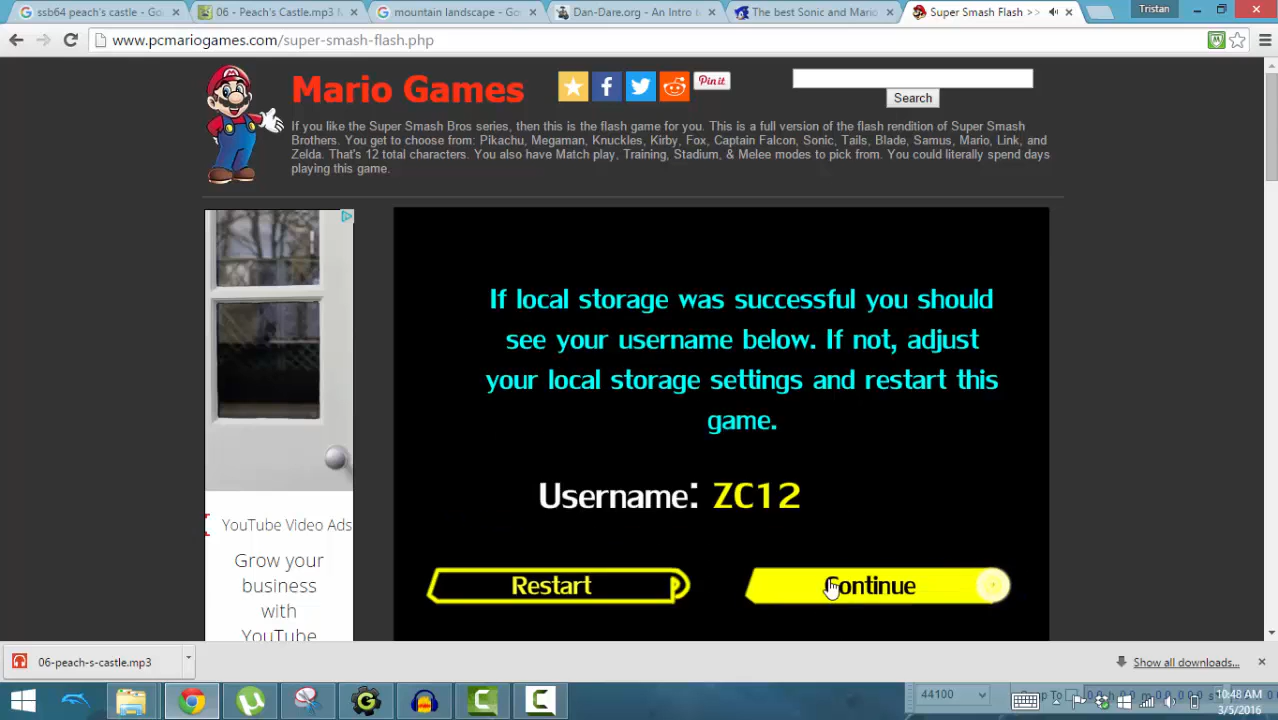 ssb64 peach's castle - Go
06 - Peach's Castle.mp3 M
mountain landscape - Go
Dan-Dare.org - An Intro t
The best Sonic and Mario
Super Smash Flash >>
Tristan
www.pcmariogames.com/super-smash-flash.php
Mario Games
Pin it
Search
If you like the Super Smash Bros series, then this is the flash game for you. This is a full version of the flash rendition of Super Smash
Brothers. You get to choose from: Pikachu, Megaman, Knuckles, Kirby, Fox, Captain Falcon, Sonic, Tails, Blade, Samus, Mario, Link, and
Zelda. That's 12 total characters. You also have Match play, Training, Stadium, & Melee modes to pick from. You could literally spend days
playing this game.
If local storage was successful you should
see your username below. If not, adjust
your local storage settings and restart this
game.
Username: ZC12
Restart
Continue
YouTube Video Ads
Grow your
business
with
YouTube
06-peach-s-castle.mp3
Show all downloads...
44100
10:48 AM
3/5/2016